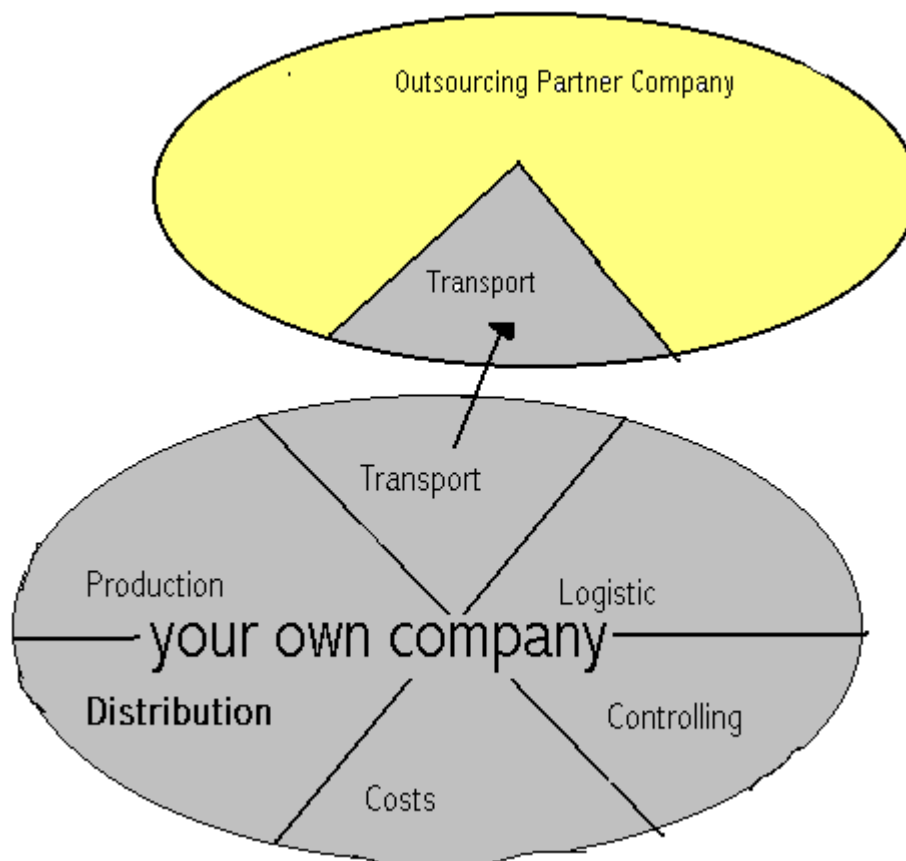 Outsourcing Partner Company
Transport
Transport
Production
Logistic
your own company
Distribution
Controlling
Costs